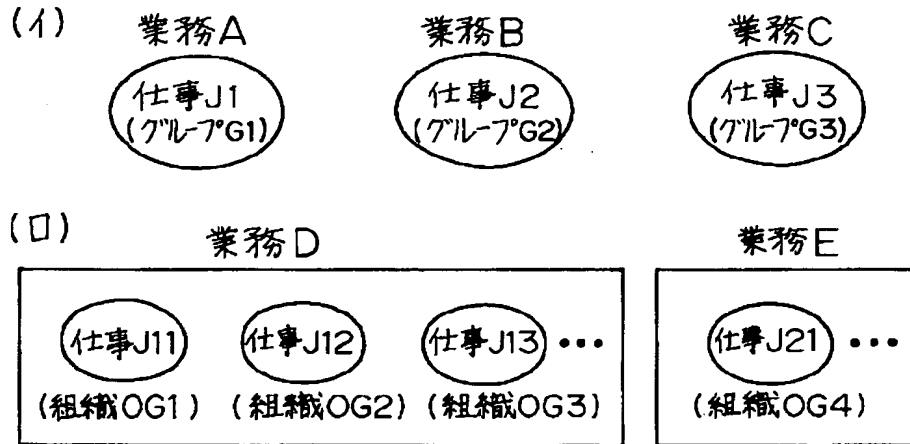 (イ) 業務A 業務B 業務C
仕事J1 仕事J2 仕事J3
(グループG1) (グループG2) (グループG3)
(ロ) 業務D 業務E
仕事J11 仕事J12 仕事J13 ••• 仕事J21 •••
(組織OG1) (組織OG2) (組織OG3) (組織OG4)